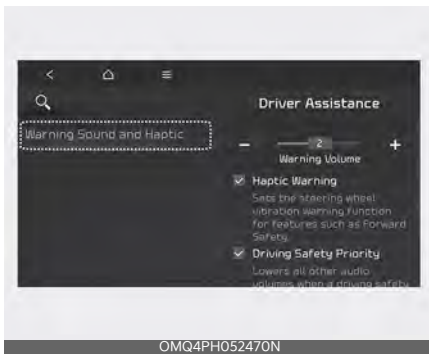 Driver Assistance
Warning Sound and Haptic
2
Warning Volume
Haptic Warning
Sets the steering wheel
vibration warning function
for features such as Forward
Safety.
Driving Safety Priority
Lowers all other audio
volumes when a driving safety
OMQ4PH052470N